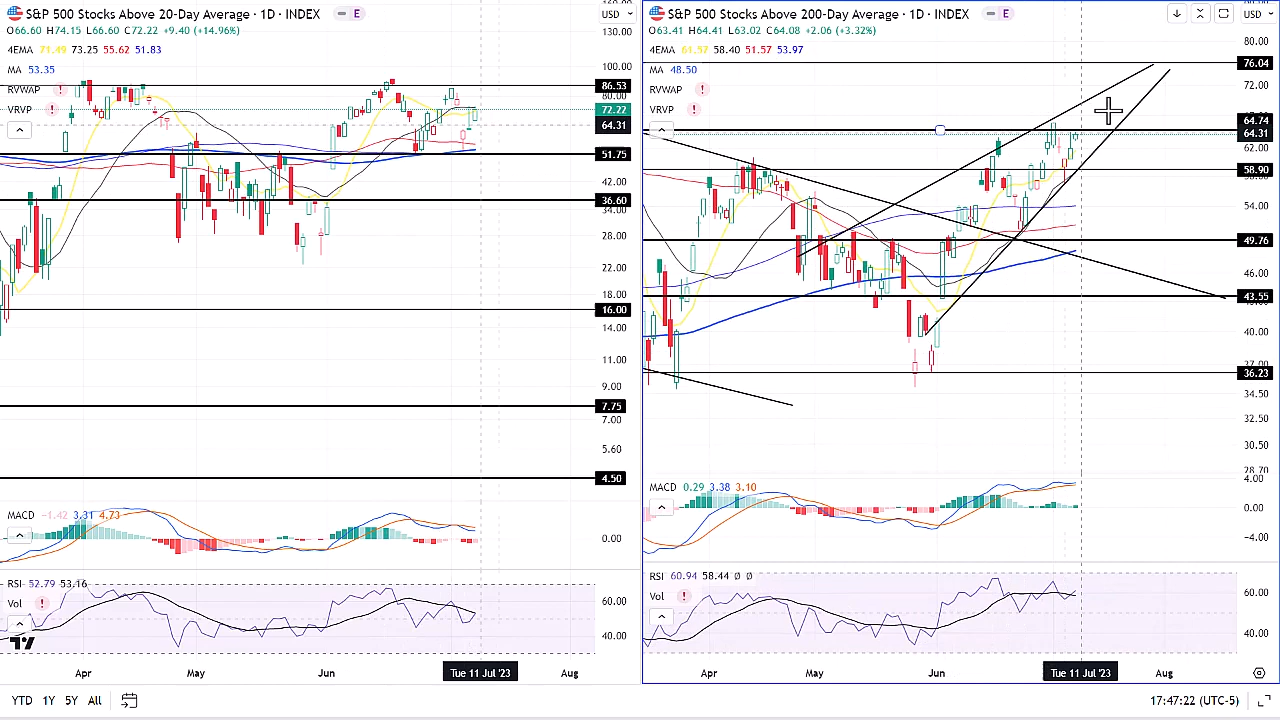 S&P 500 Stocks Above 20-Day Average · 1D · INDEX E
O66.60 H74.15 L66.60 C72.22 +9.40 (+14.96%)
4EMA 71.49 73.25 55.62 51.83
MA 53.35
RVWAP !
VRVP !
USD
130.00
100.00
86.53
80.00
72.22
64.31
51.75
42.00
36.60
34.00
28.00
22.00
18.00
16.00
14.00
11.00
9.00
7.75
7.00
5.60
4.50
MACD −1.42 3.31 4.73
0.00
RSI 52.79 53.16
Vol !
60.00
40.00
Apr May Jun Tue 11 Jul '23 Aug
S&P 500 Stocks Above 200-Day Average · 1D · INDEX E
O63.41 H64.41 L63.02 C64.08 +2.06 (+3.32%)
4EMA 61.57 58.40 51.57 53.97
MA 48.50
RVWAP !
VRVP !
USD
80.00
76.04
72.00
66.74
64.31
62.00
58.90
54.00
49.76
46.00
43.55
40.00
37.00
36.23
34.50
32.50
30.50
28.70
MACD 0.29 3.38 3.10
4.00
0.00
−4.00
RSI 60.94 58.44 Ø Ø
Vol !
60.00
40.00
Apr May Jun Tue 11 Jul '23 Aug
YTD 1Y 5Y All
17:47:22 (UTC-5)